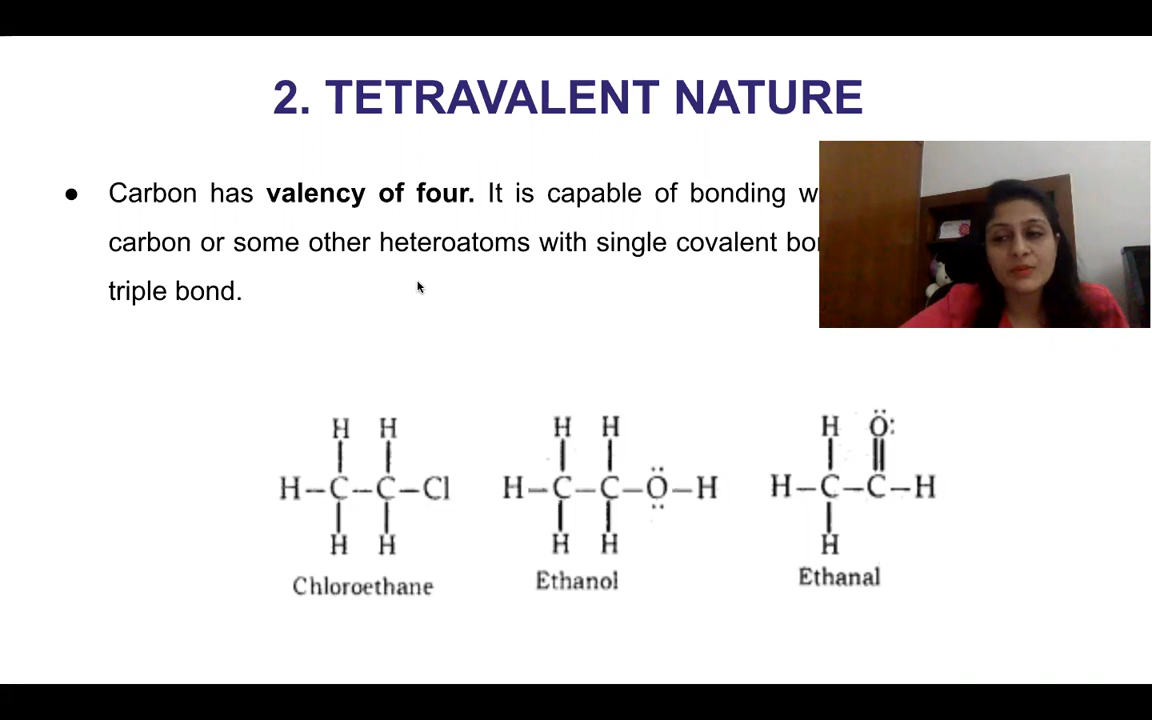 2. TETRAVALENT NATURE
● Carbon has valency of four. It is capable of bonding
carbon or some other heteroatoms with single covalent
triple bond.
H H Ö:
H H H H
H–C–C–Cl H–C–C–Ö–H H–C–C–H
H H H H H
Chloroethane Ethanol Ethanal